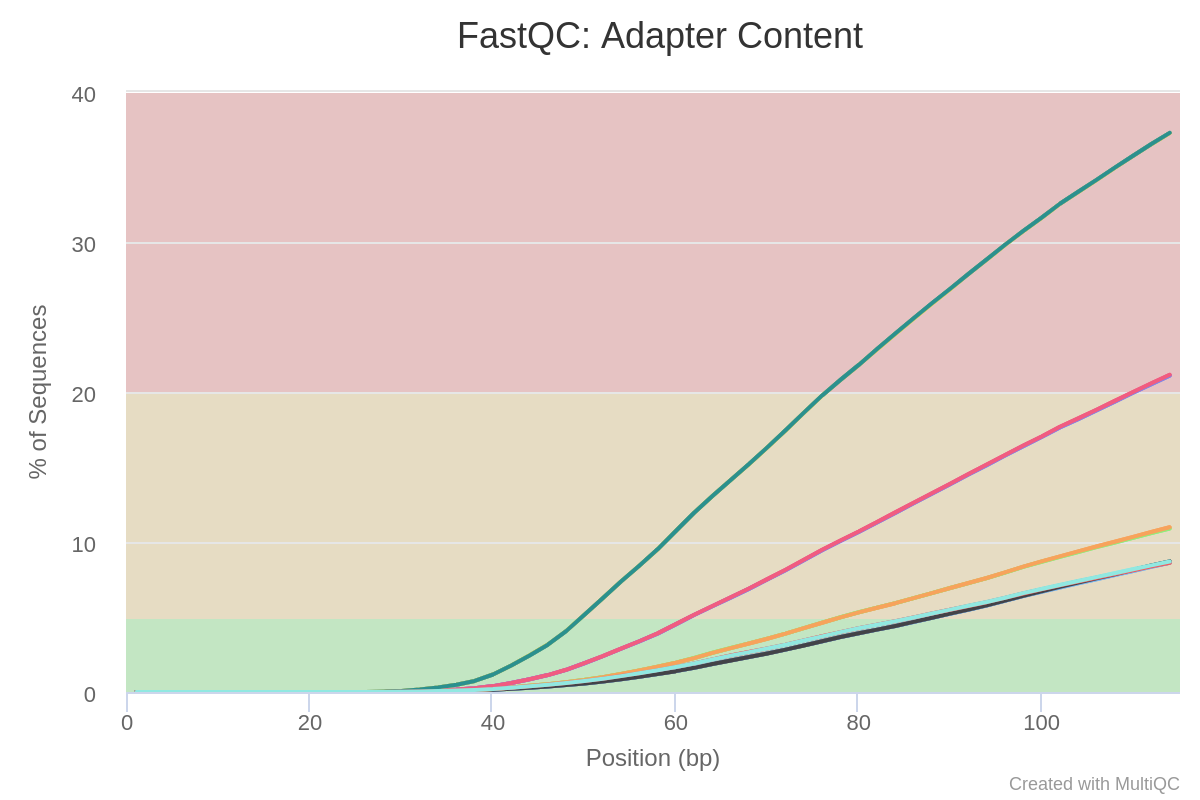 FastQC: Adapter Content
% of Sequences
40
30
20
10
0
0 20 40 60 80 100
Position (bp)
Created with MultiQC